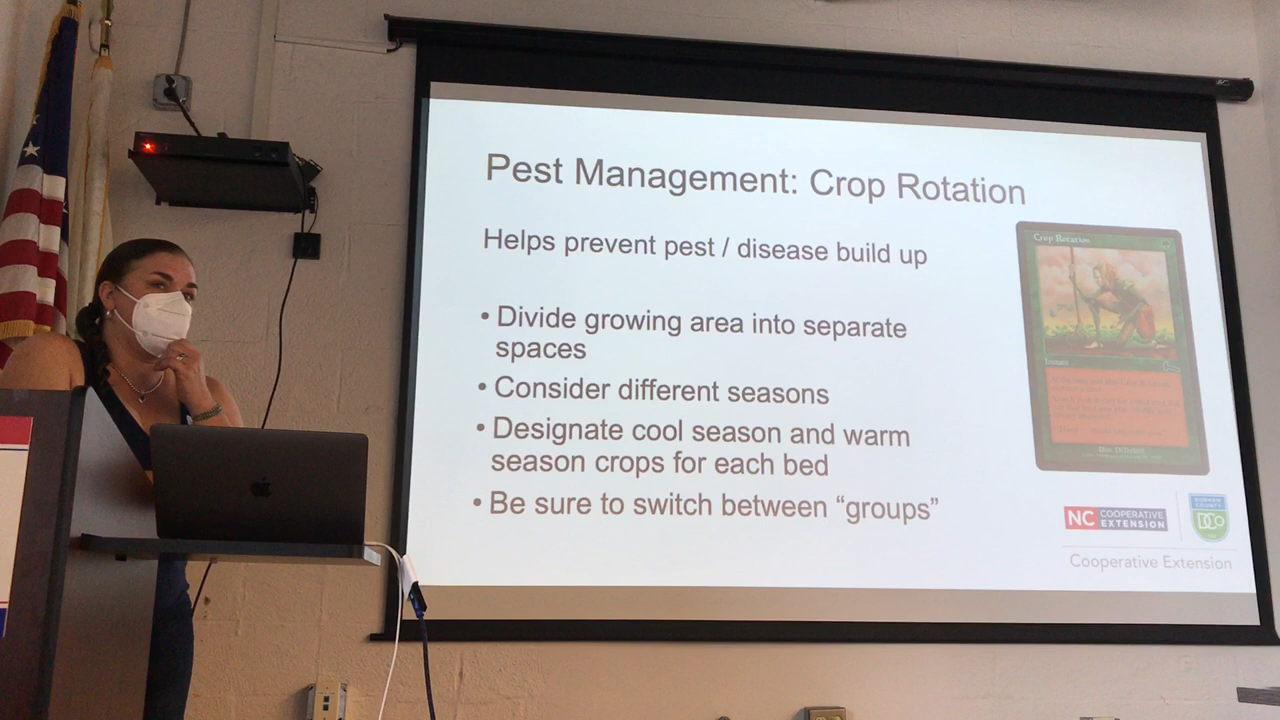 Pest Management: Crop Rotation
Helps prevent pest / disease build up
• Divide growing area into separate
spaces
• Consider different seasons
• Designate cool season and warm
season crops for each bed
• Be sure to switch between “groups”
Crop Rotation
NC COOPERATIVE
EXTENSION
COUNTY
DCo
Cooperative Extension